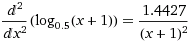 d²/dx² (log₀.₅(x + 1)) = 1.4427/(x + 1)²